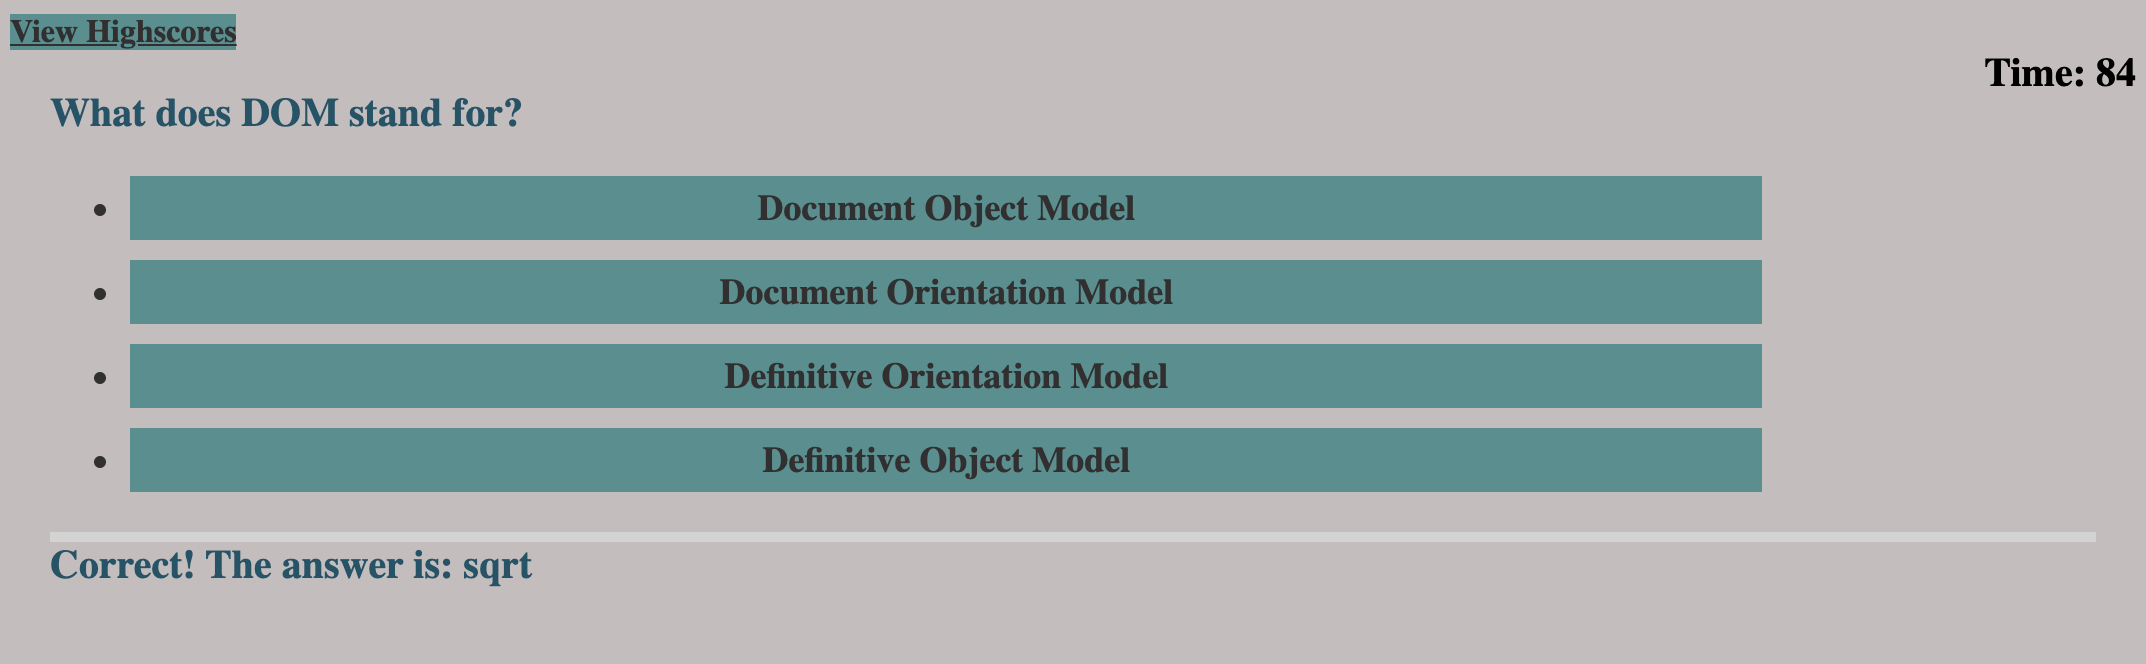 View Highscores
Time: 84
What does DOM stand for?
Document Object Model
Document Orientation Model
Definitive Orientation Model
Definitive Object Model
Correct! The answer is: sqrt